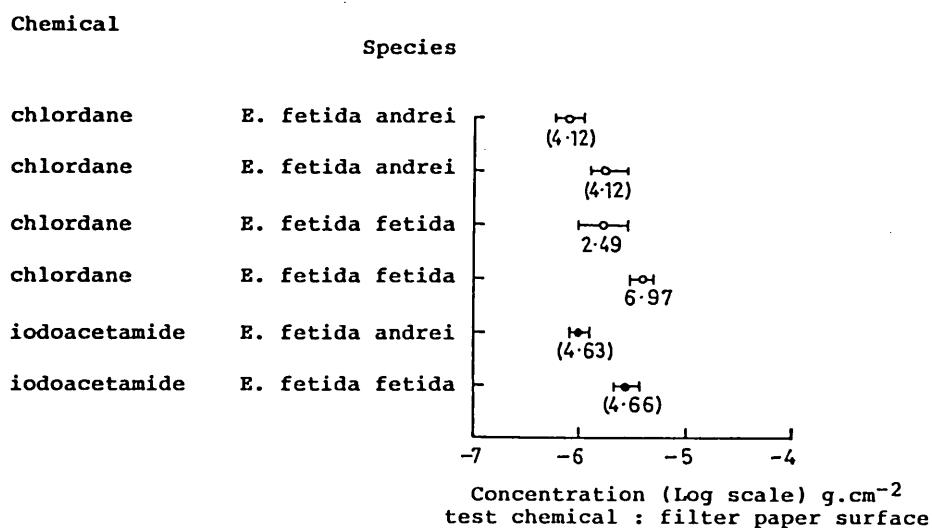 Chemical
Species
chlordane E. fetida andrei
(4·12)
chlordane E. fetida andrei
(4·12)
chlordane E. fetida fetida
2·49
chlordane E. fetida fetida
6·97
iodoacetamide E. fetida andrei
(4·63)
iodoacetamide E. fetida fetida
(4·66)
-7 -6 -5 -4
Concentration (Log scale) g.cm⁻²
test chemical : filter paper surface